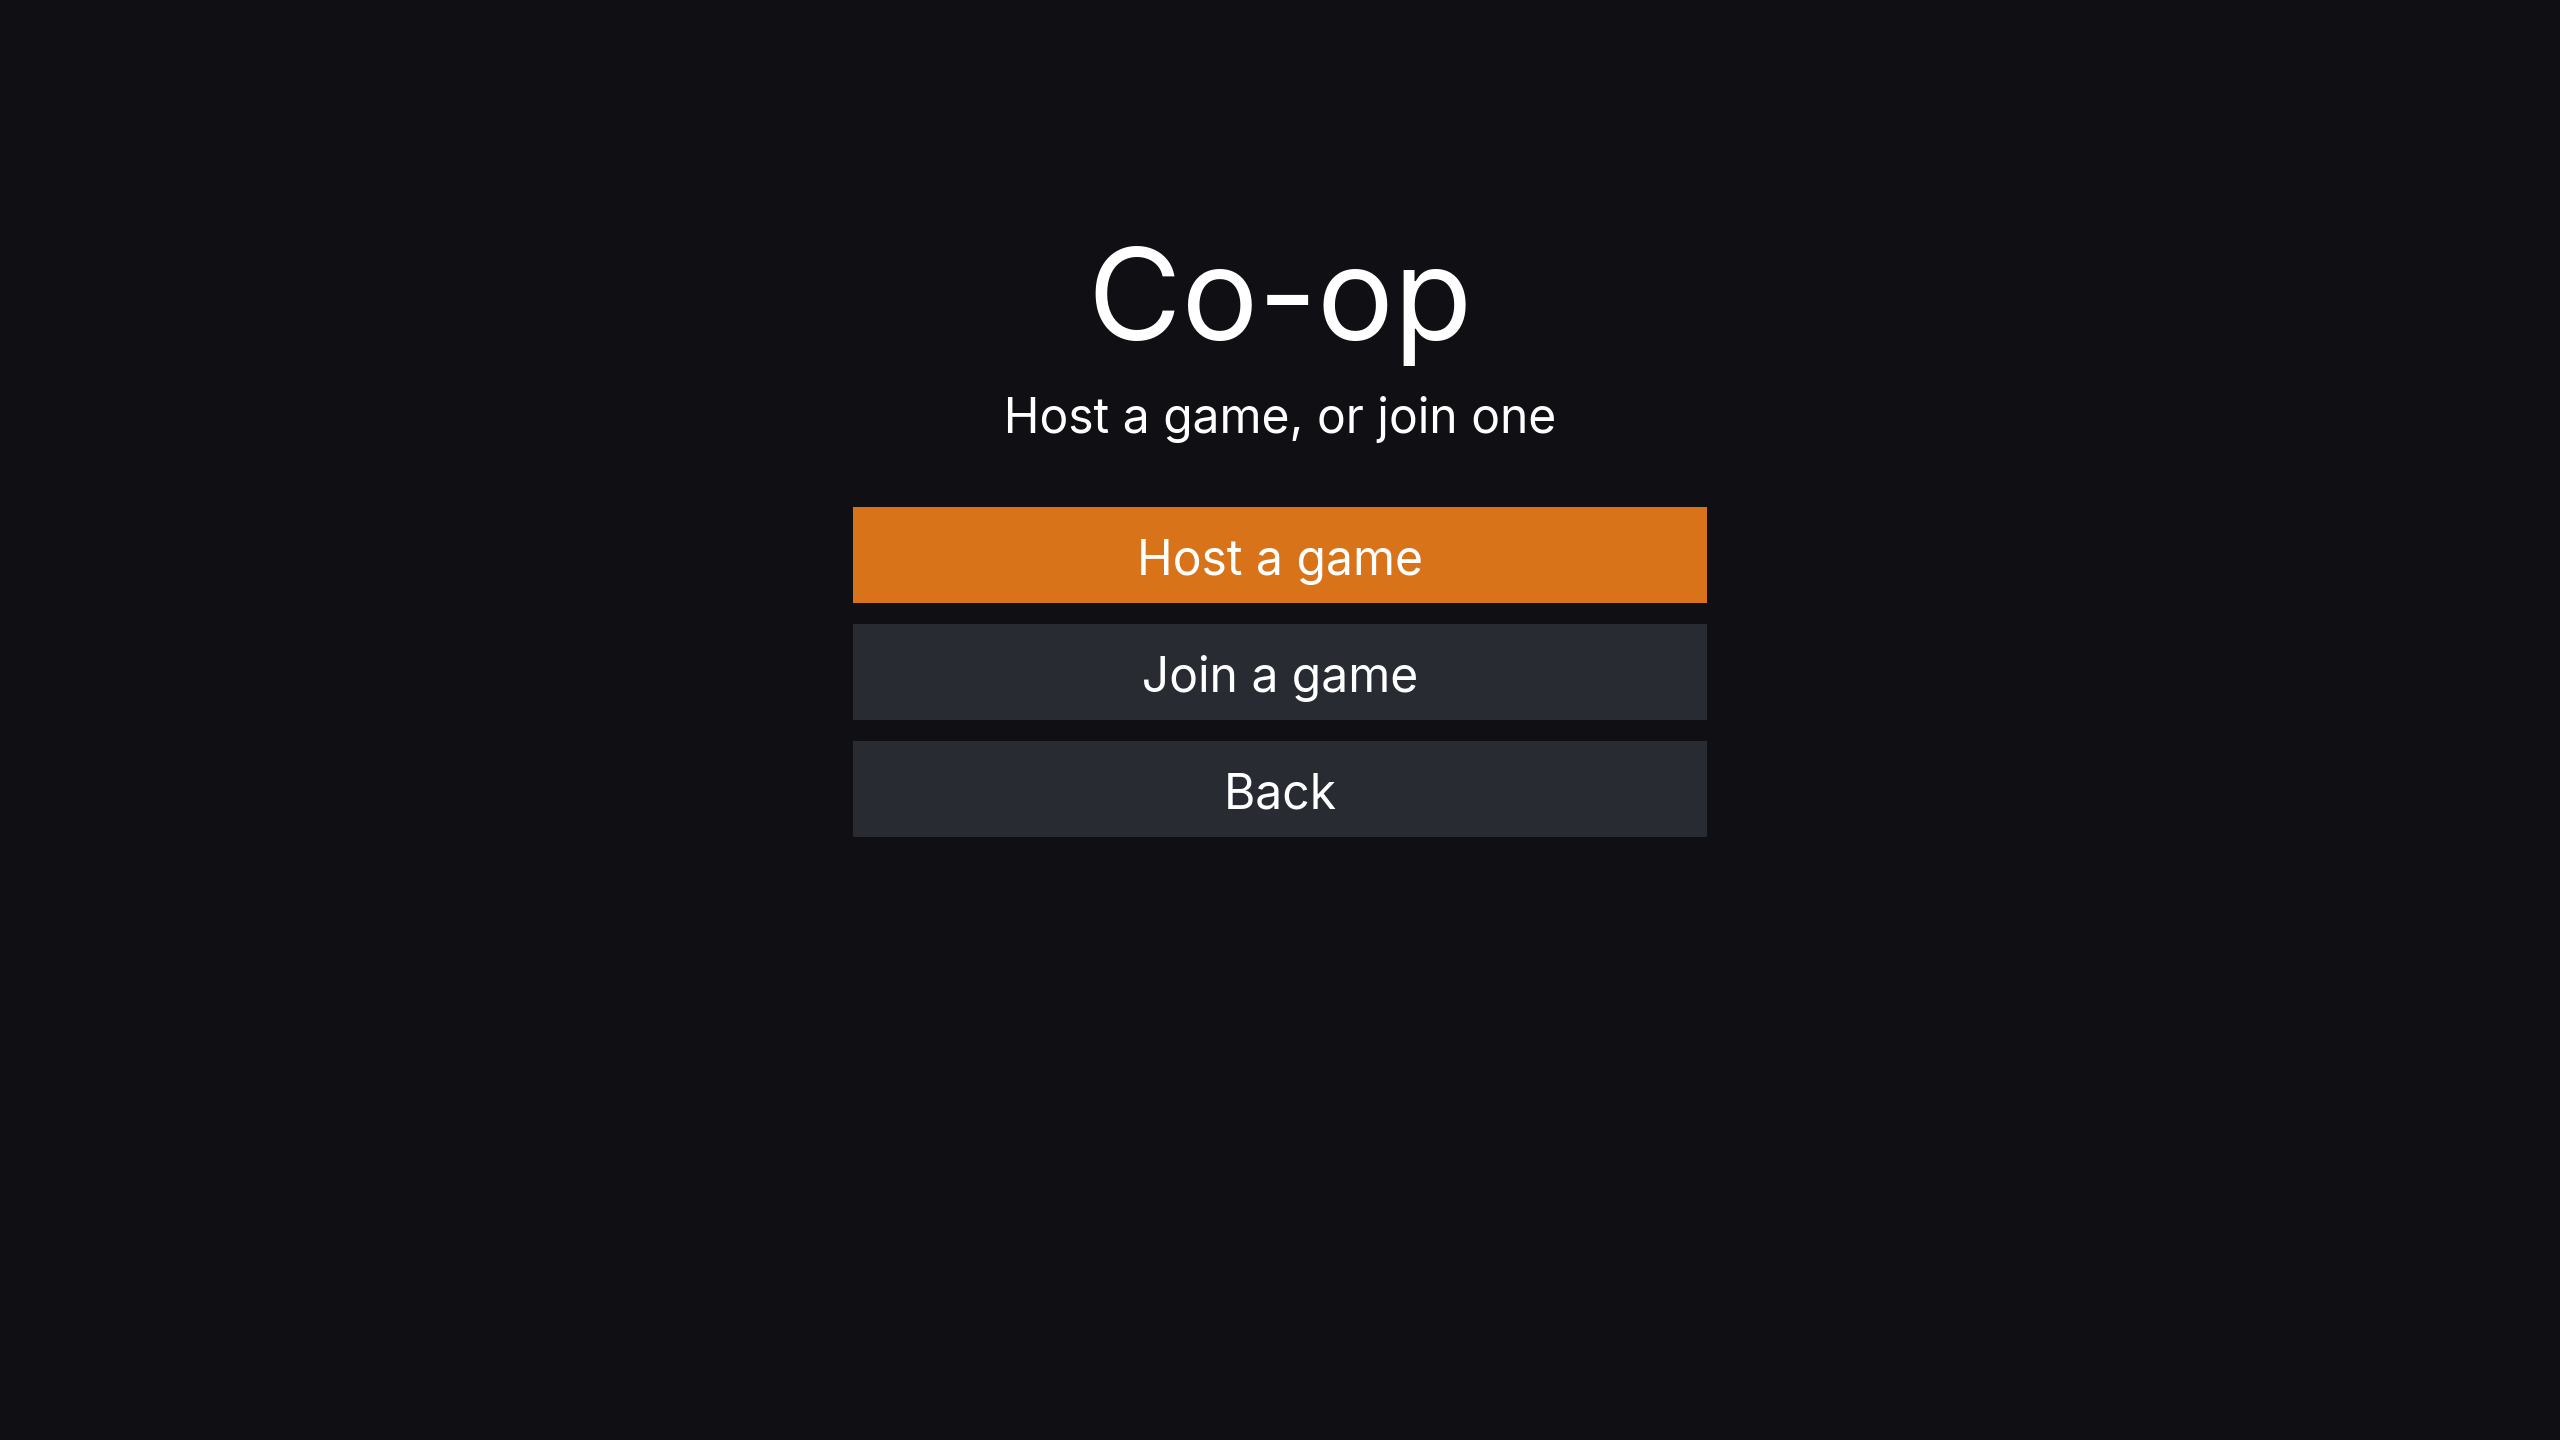 Co-op
Host a game, or join one
Host a game
Join a game
Back